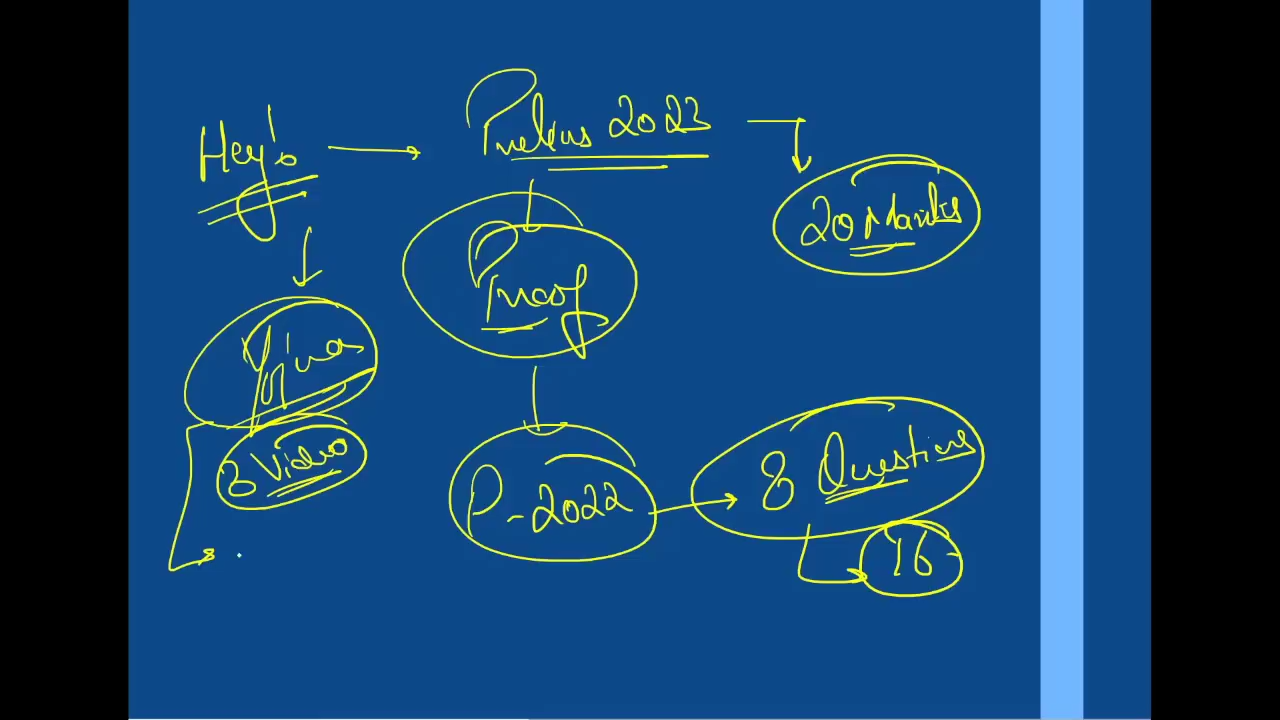 Hey!
Prelims 2023
20 Marks
Proof
8 Video
P-2022
8 Questions
16